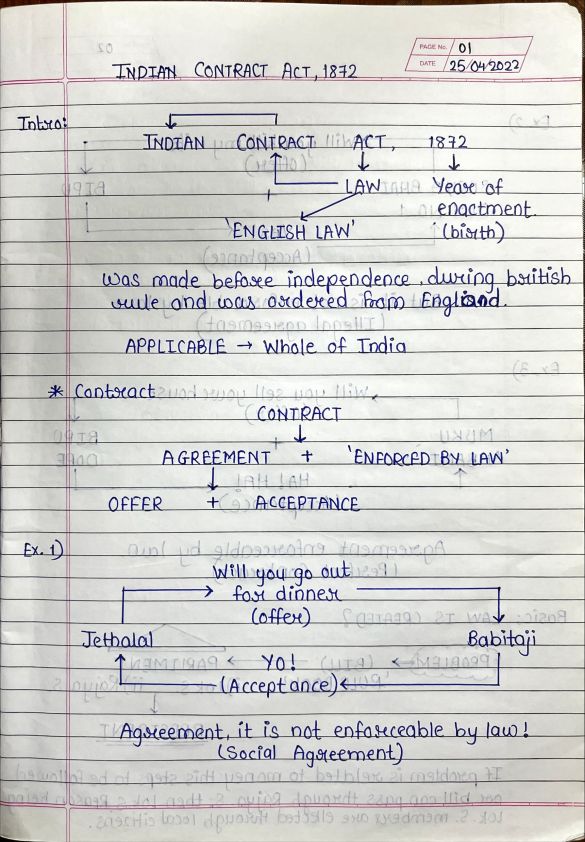 PAGE No. 01
DATE 25/04/2022
INDIAN CONTRACT ACT, 1872
Intro:
INDIAN CONTRACT ACT, 1872
LAW Year of
enactment.
'ENGLISH LAW' (birth)
was made before independence, during british
rule and was ordered from England.
APPLICABLE → Whole of India
* Contract
CONTRACT
AGREEMENT + 'ENFORCED BY LAW'
OFFER + ACCEPTANCE
Ex. 1)
Will you go out
for dinner
(offer)
Jethalal Babitaji
YO!
(Acceptance)
Agreement, it is not enforceable by law!
(Social Agreement)